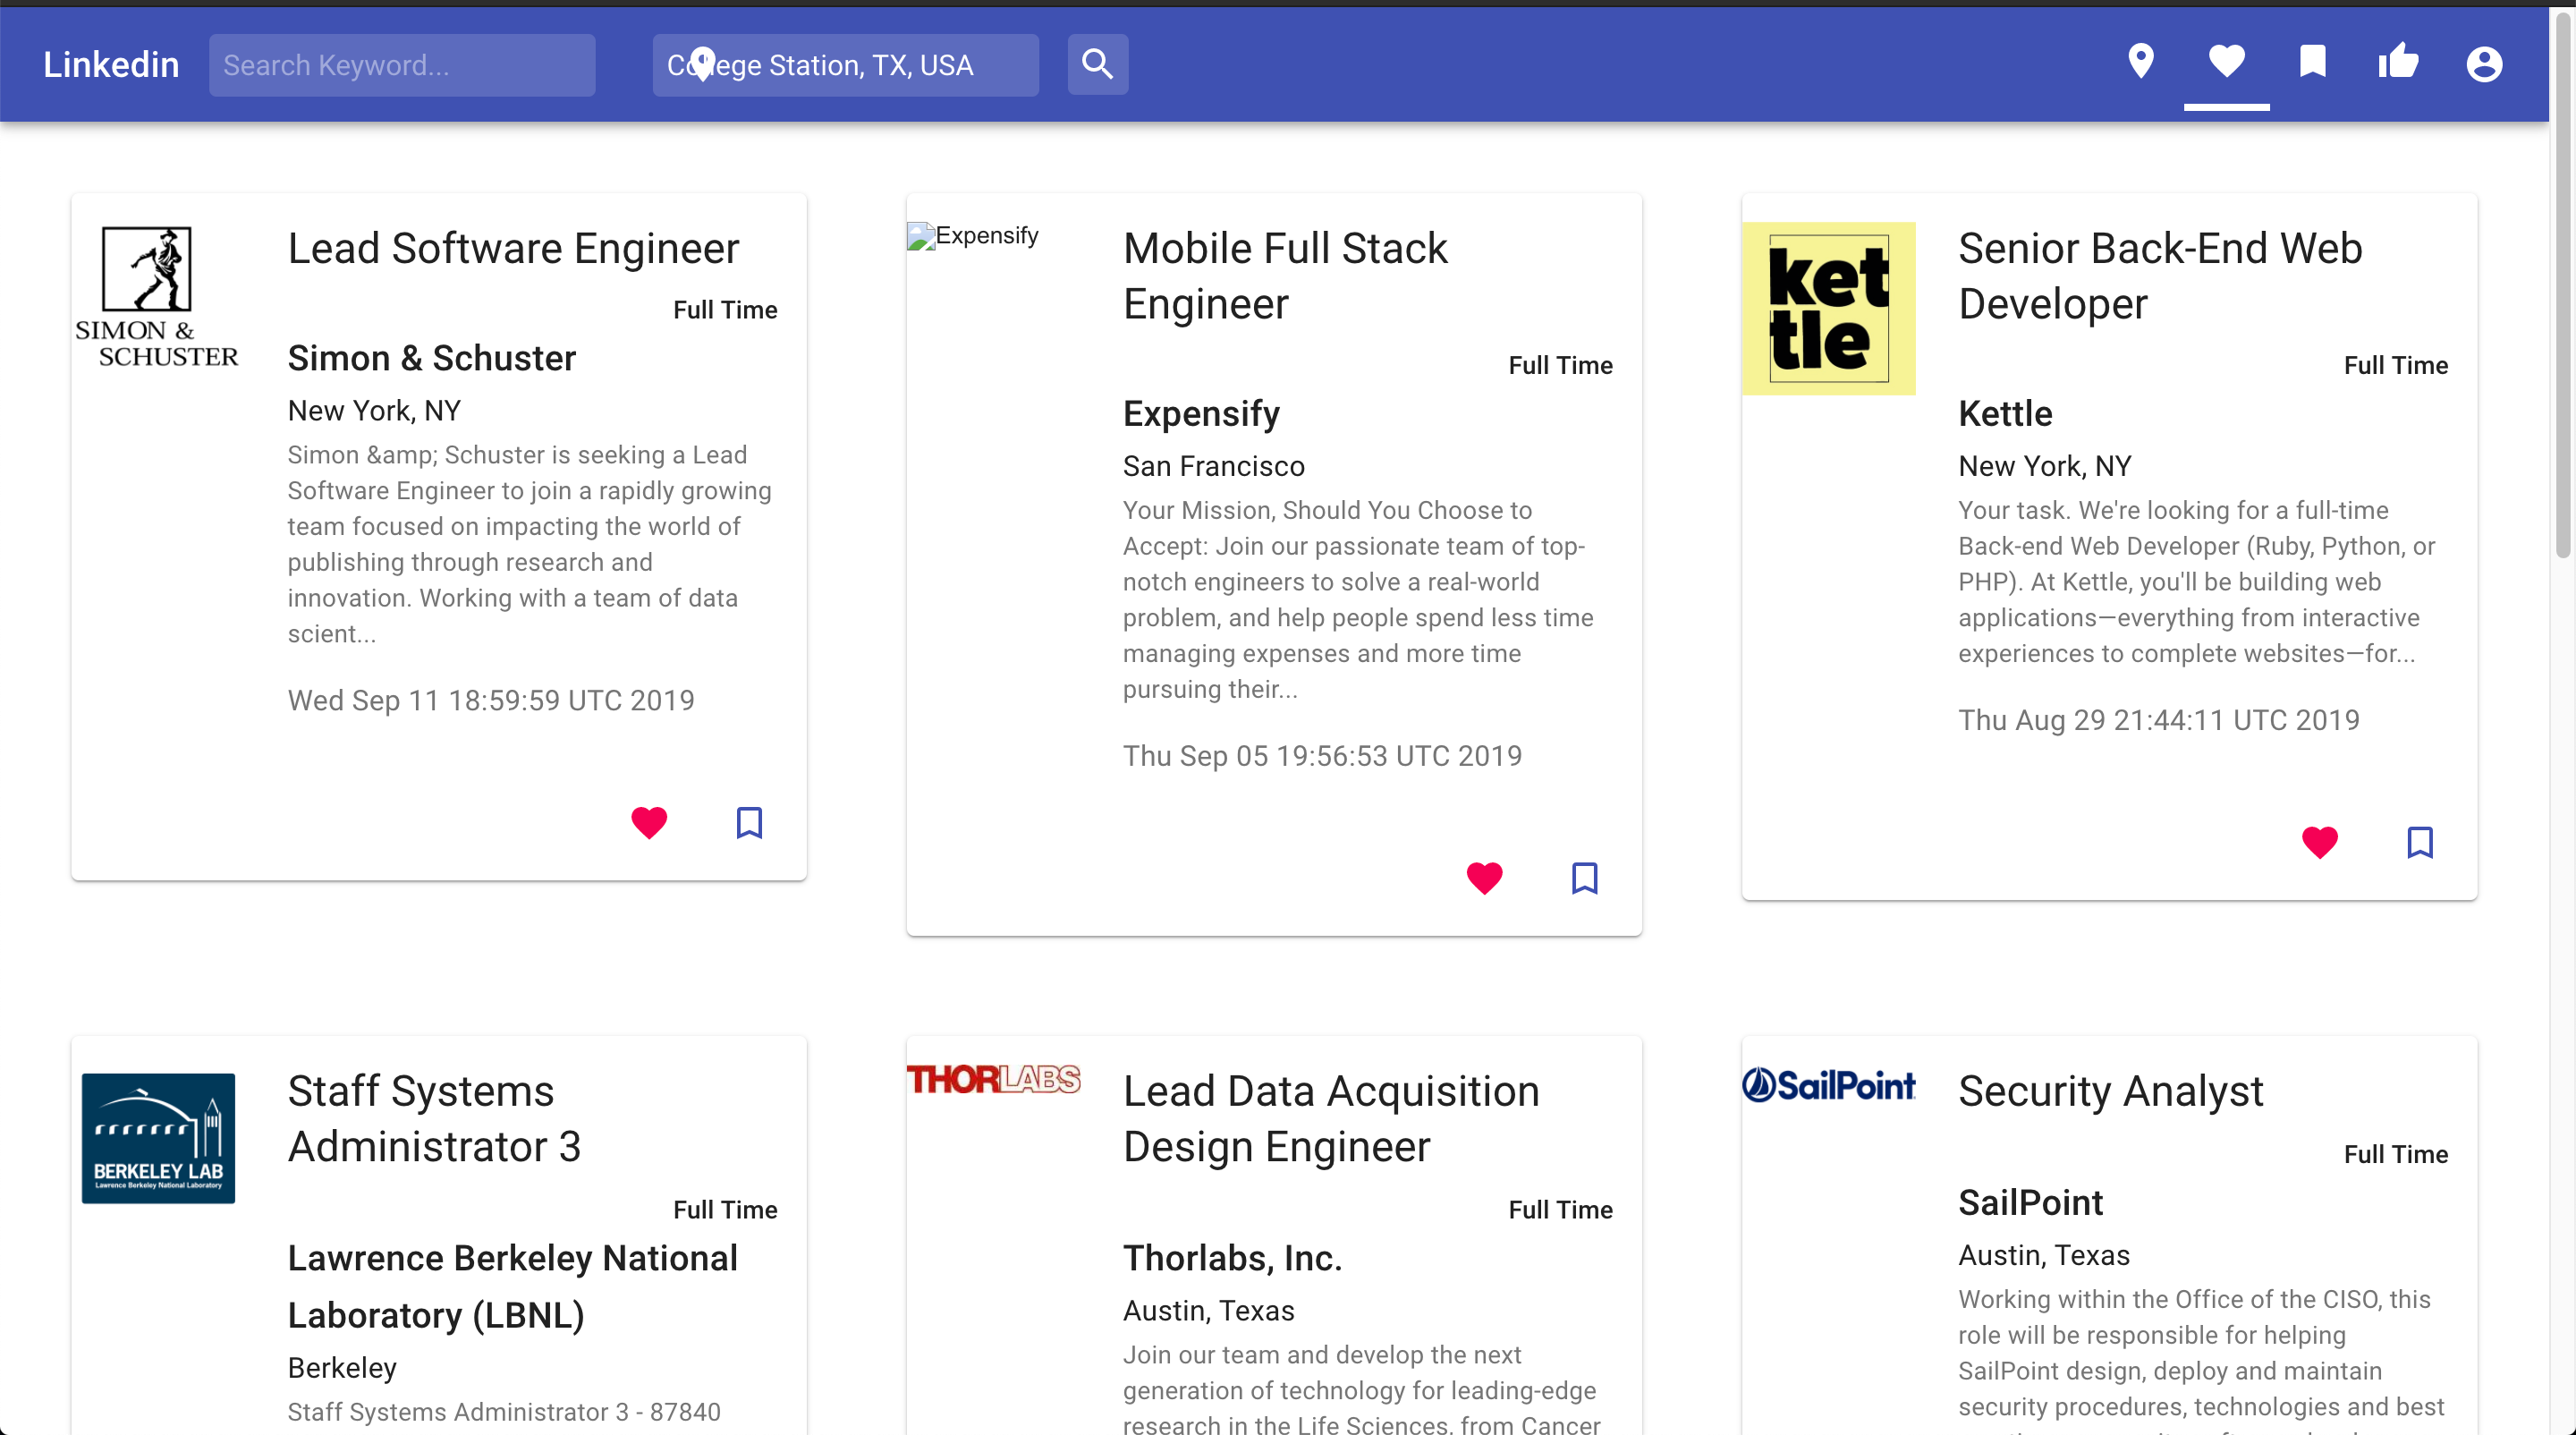 Linkedin
Search Keyword...
College Station, TX, USA
SIMON &
SCHUSTER
Lead Software Engineer
Full Time
Simon & Schuster
New York, NY
Simon &amp; Schuster is seeking a Lead
Software Engineer to join a rapidly growing
team focused on impacting the world of
publishing through research and
innovation. Working with a team of data
scient...
Wed Sep 11 18:59:59 UTC 2019
Expensify
Mobile Full Stack
Engineer
Full Time
Expensify
San Francisco
Your Mission, Should You Choose to
Accept: Join our passionate team of top-
notch engineers to solve a real-world
problem, and help people spend less time
managing expenses and more time
pursuing their...
Thu Sep 05 19:56:53 UTC 2019
ket
tle
Senior Back-End Web
Developer
Full Time
Kettle
New York, NY
Your task. We're looking for a full-time
Back-end Web Developer (Ruby, Python, or
PHP). At Kettle, you'll be building web
applications—everything from interactive
experiences to complete websites—for...
Thu Aug 29 21:44:11 UTC 2019
BERKELEY LAB
Lawrence Berkeley National Laboratory
Staff Systems
Administrator 3
Full Time
Lawrence Berkeley National
Laboratory (LBNL)
Berkeley
Staff Systems Administrator 3 - 87840
THORLABS
Lead Data Acquisition
Design Engineer
Full Time
Thorlabs, Inc.
Austin, Texas
Join our team and develop the next
generation of technology for leading-edge
research in the Life Sciences, from Cancer
SailPoint
Security Analyst
Full Time
SailPoint
Austin, Texas
Working within the Office of the CISO, this
role will be responsible for helping
SailPoint design, deploy and maintain
security procedures, technologies and best